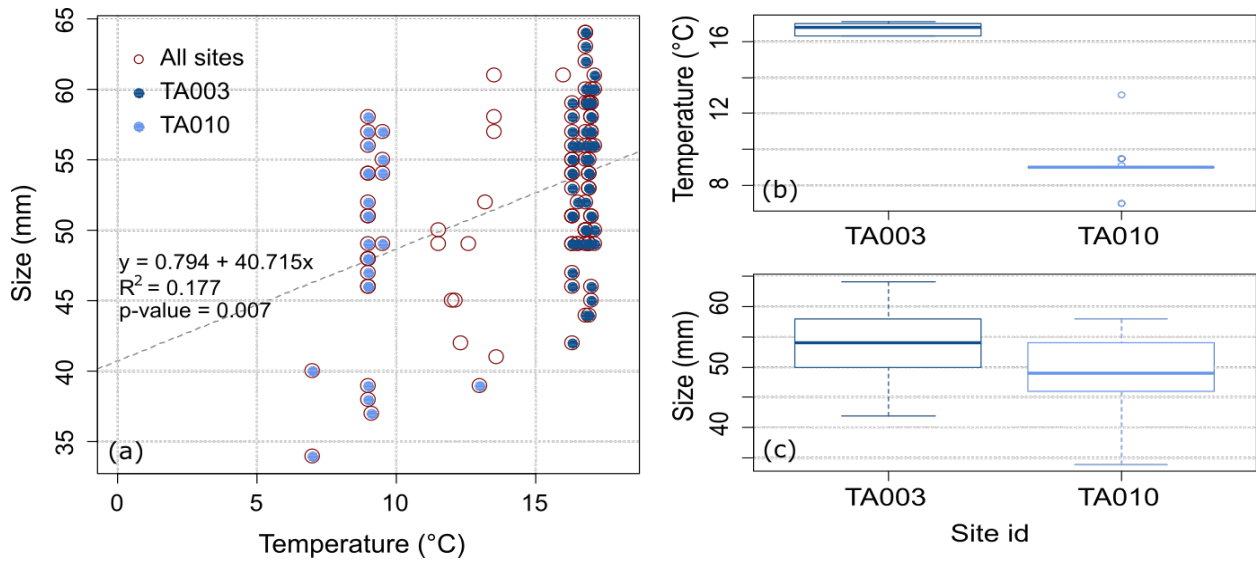 65
60
55
50
45
40
35
Size (mm)
All sites
TA003
TA010
y = 0.794 + 40.715x
R² = 0.177
p-value = 0.007
(a)
0 5 10 15
Temperature (°C)
16
12
8
Temperature (°C)
(b)
TA003 TA010
60
50
40
Size (mm)
(c)
TA003 TA010
Site id